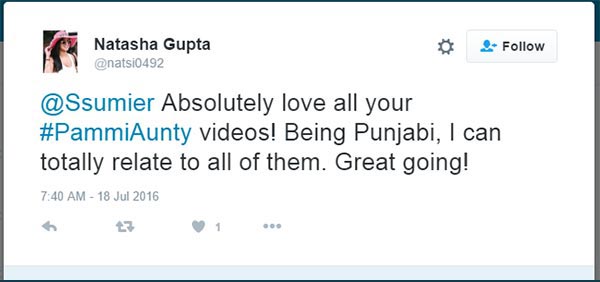 Natasha Gupta
@natsi0492
Follow
@Ssumier Absolutely love all your
#PammiAunty videos! Being Punjabi, I can
totally relate to all of them. Great going!
7:40 AM - 18 Jul 2016
1